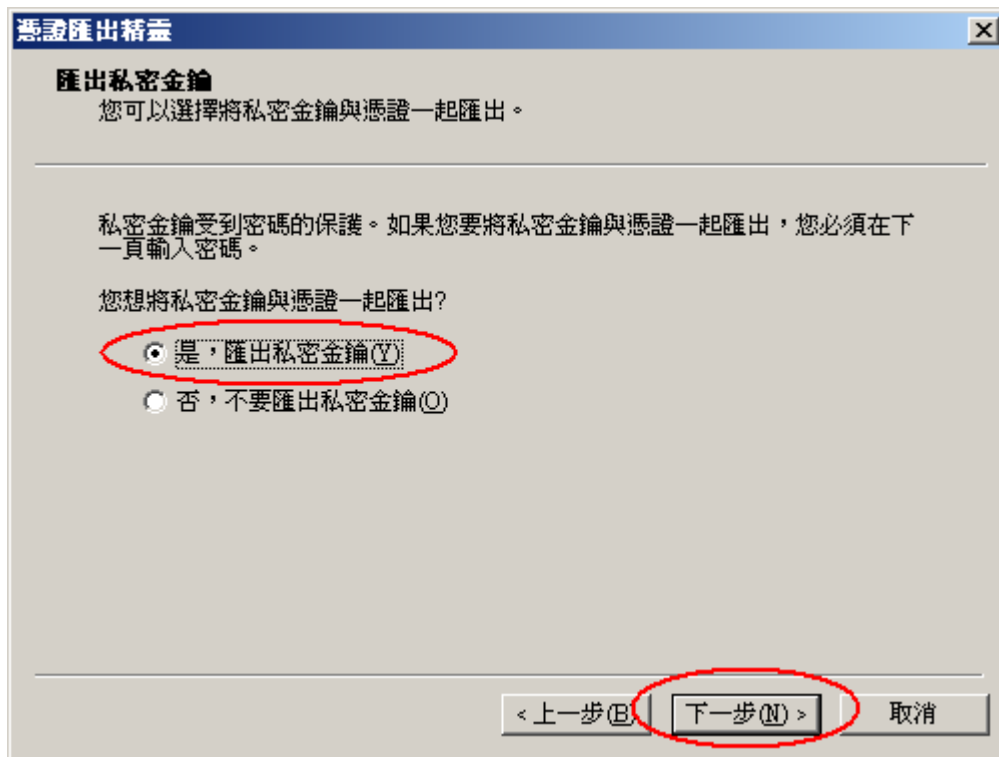 憑證匯出精靈
匯出私密金鑰
您可以選擇將私密金鑰與憑證一起匯出。
私密金鑰受到密碼的保護。如果您要將私密金鑰與憑證一起匯出，您必須在下
一頁輸入密碼。
您想將私密金鑰與憑證一起匯出?
是，匯出私密金鑰(Y)
否，不要匯出私密金鑰(O)
< 上一步(B) 下一步(N) > 取消